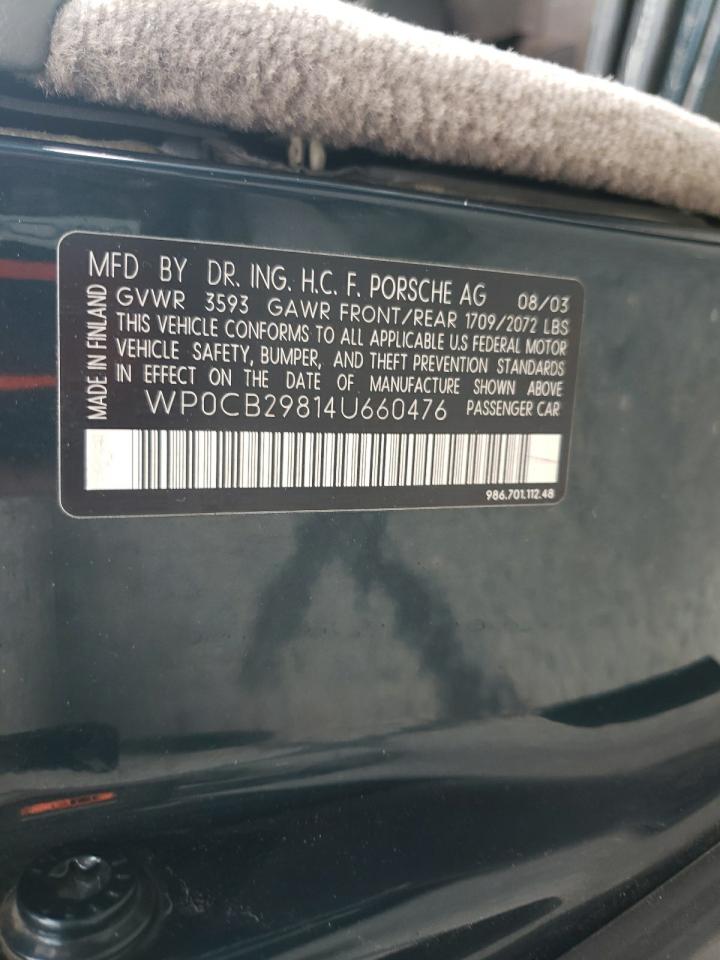 MFD BY DR. ING. H.C. F. PORSCHE AG 08/03
GVWR 3593 GAWR FRONT/REAR 1709/2072 LBS
THIS VEHICLE CONFORMS TO ALL APPLICABLE U.S FEDERAL MOTOR
VEHICLE SAFETY, BUMPER, AND THEFT PREVENTION STANDARDS
IN EFFECT ON THE DATE OF MANUFACTURE SHOWN ABOVE
WP0CB29814U660476 PASSENGER CAR
986.701.112.48
MADE IN FINLAND